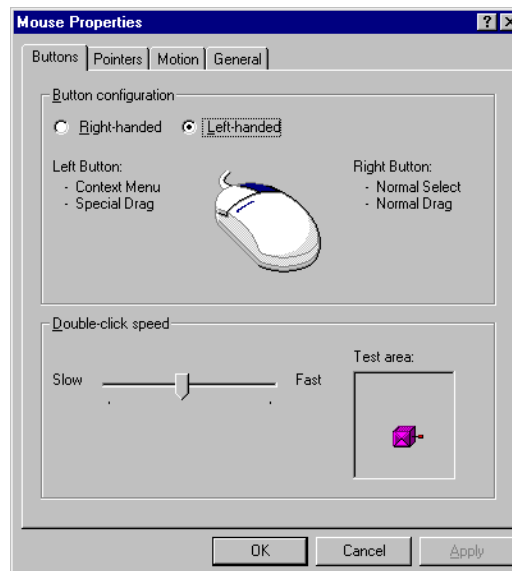 Mouse Properties
Buttons Pointers Motion General
Button configuration
Right-handed Left-handed
Left Button:
- Context Menu
- Special Drag
Right Button:
- Normal Select
- Normal Drag
Double-click speed
Test area:
Slow Fast
OK Cancel Apply